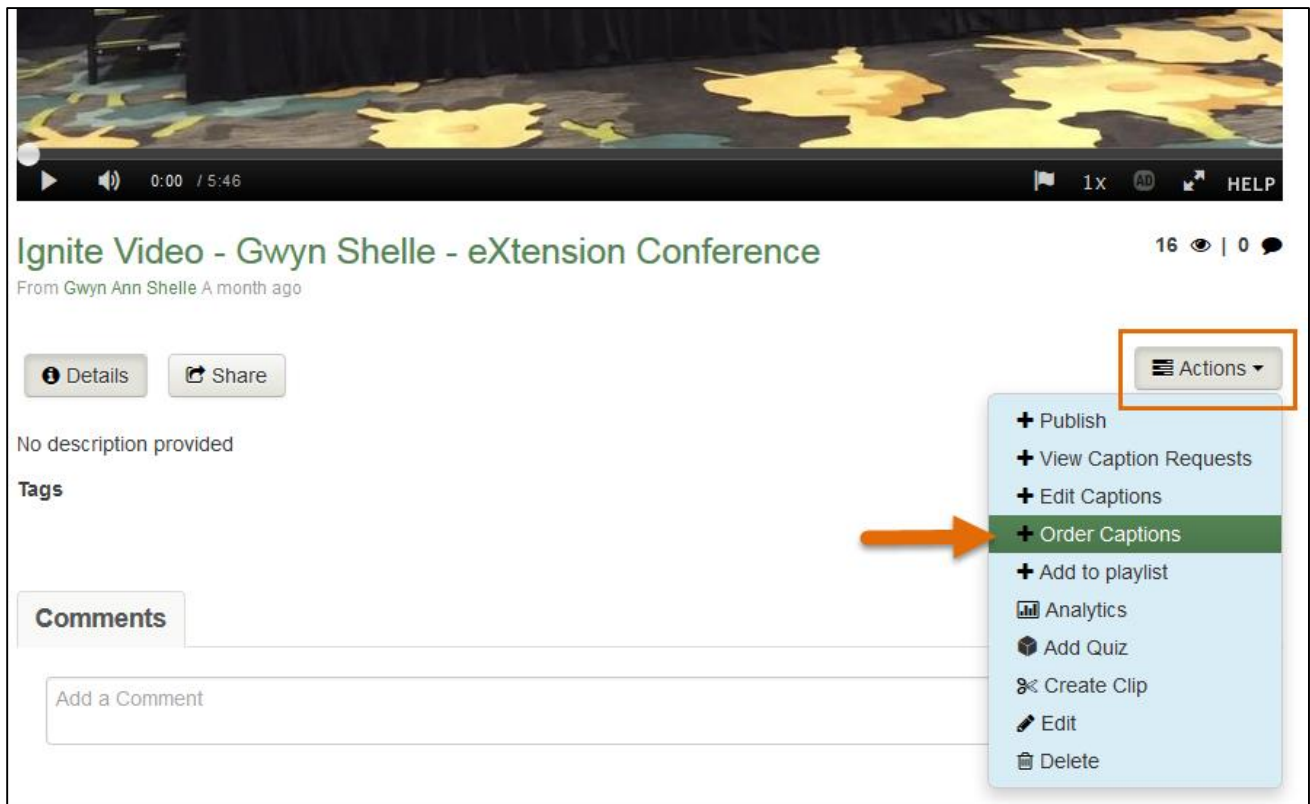 0:00 / 5:46 1x AD HELP
Ignite Video - Gwyn Shelle - eXtension Conference
16 | 0
From Gwyn Ann Shelle A month ago
Details Share
Actions
Publish
View Caption Requests
Edit Captions
Order Captions
Add to playlist
Analytics
Add Quiz
Create Clip
Edit
Delete
No description provided
Tags
Comments
Add a Comment